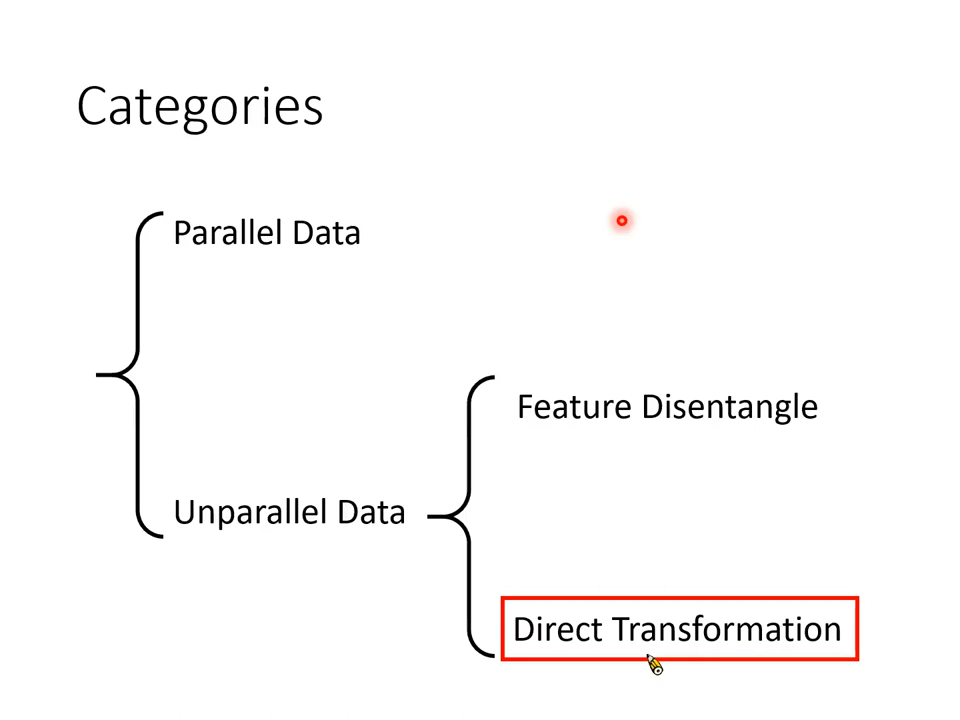 Categories
Parallel Data
Feature Disentangle
Unparallel Data
Direct Transformation